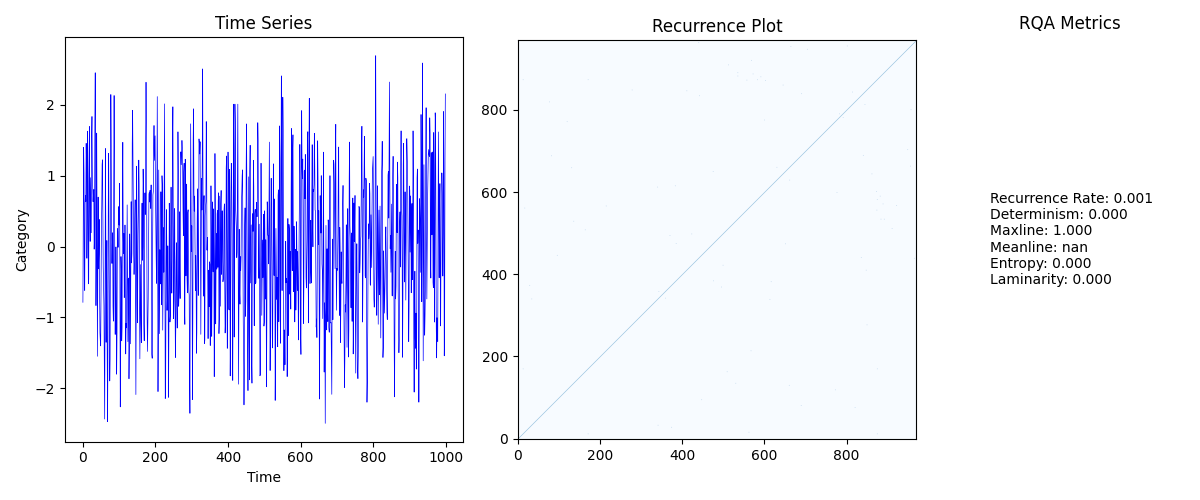 Time Series
Category
2
1
0
−1
−2
0 200 400 600 800 1000
Time
Recurrence Plot
800
600
400
200
0
0 200 400 600 800
RQA Metrics
Recurrence Rate: 0.001
Determinism: 0.000
Maxline: 1.000
Meanline: nan
Entropy: 0.000
Laminarity: 0.000